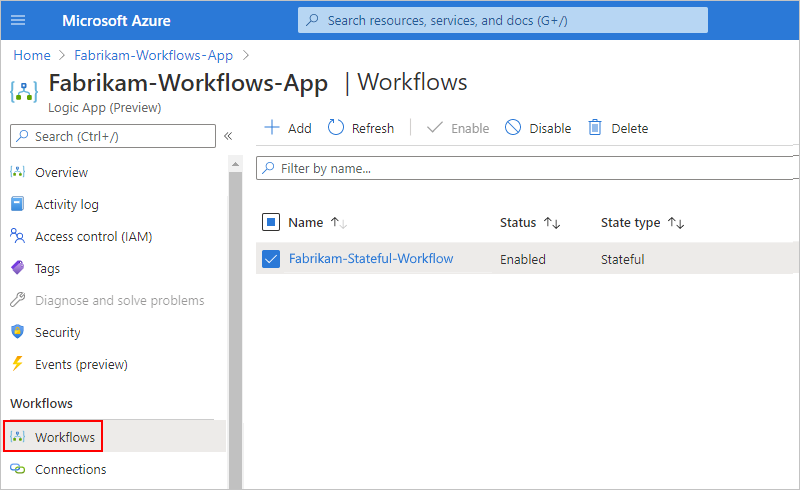 Microsoft Azure
Search resources, services, and docs (G+/)
Home > Fabrikam-Workflows-App >
Fabrikam-Workflows-App | Workflows
Logic App (Preview)
Search (Ctrl+/) «
Add Refresh Enable Disable Delete
Filter by name...
Overview
Activity log
Access control (IAM)
Tags
Diagnose and solve problems
Security
Events (preview)
Workflows
Workflows
Connections
Name ↑↓ Status ↑↓ State type ↑↓
Fabrikam-Stateful-Workflow Enabled Stateful